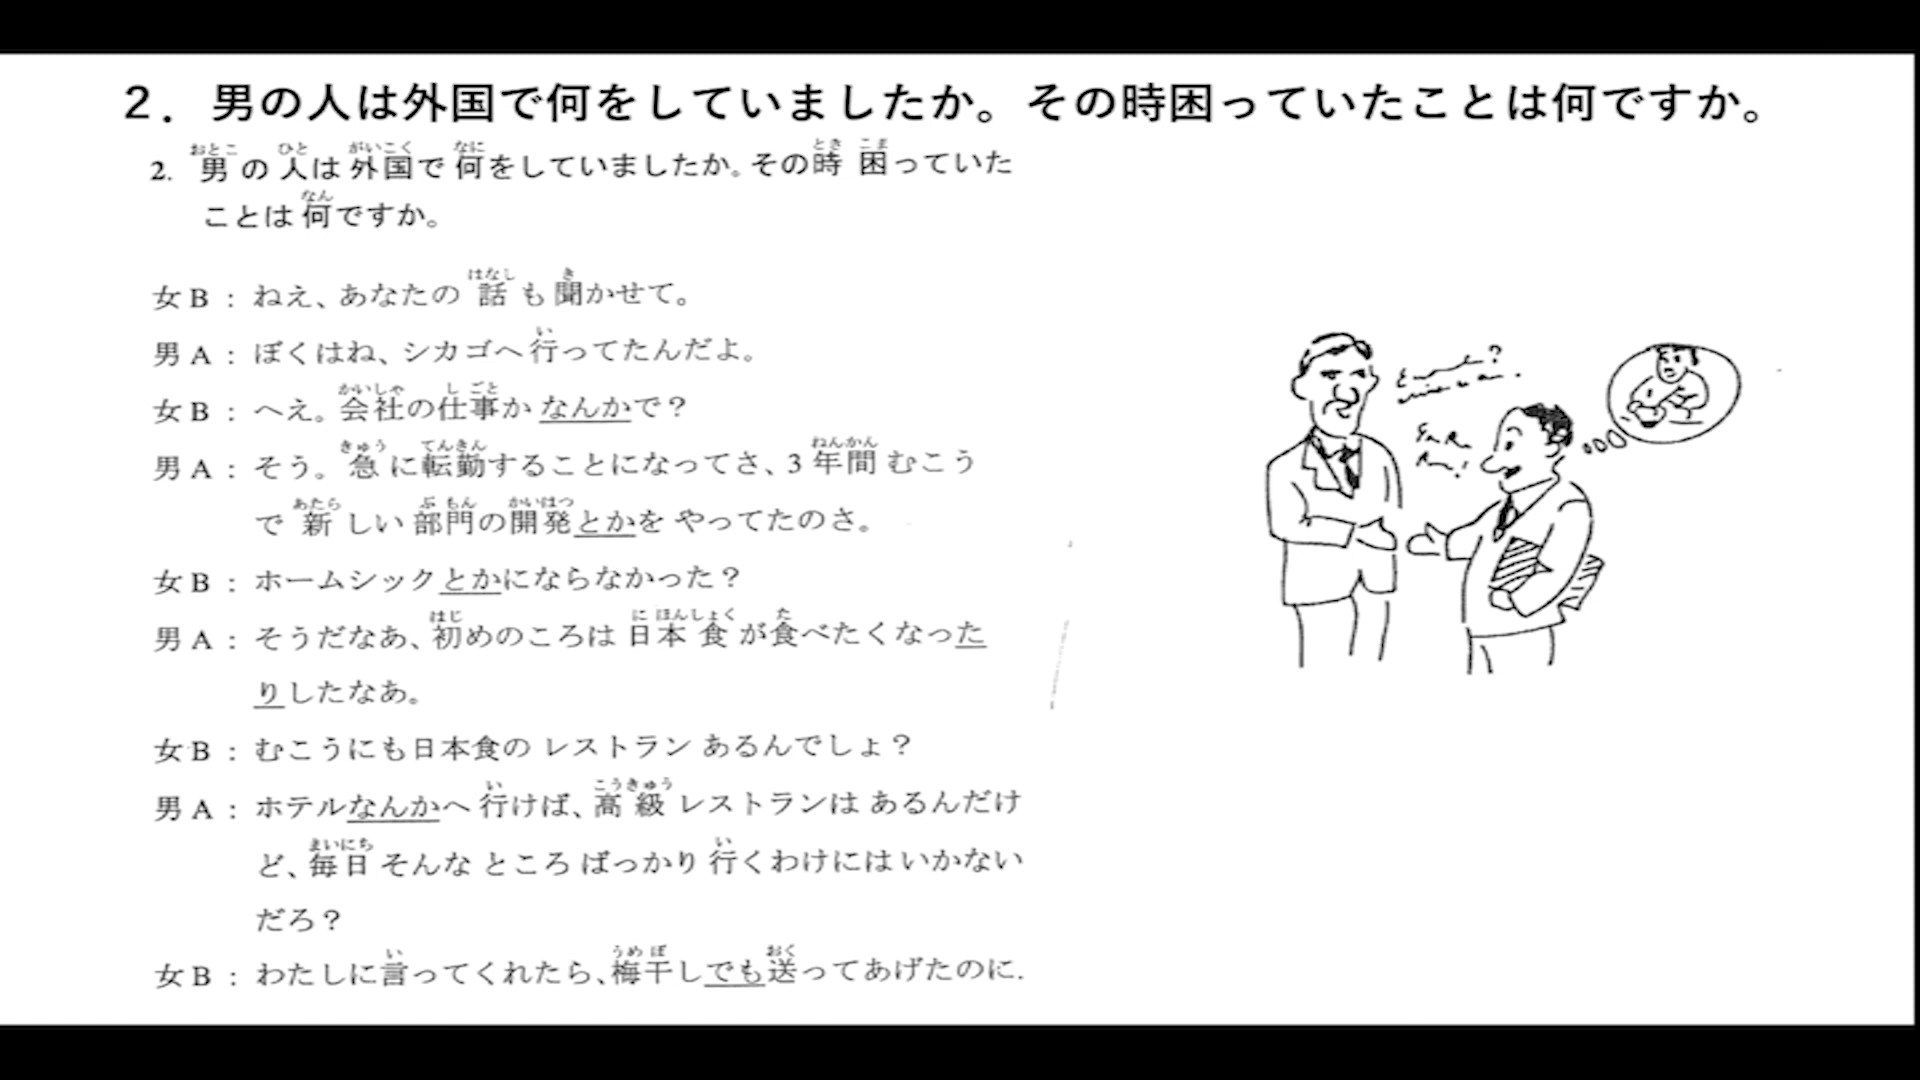 2．男の人は外国で何をしていましたか。その時困っていたことは何ですか。
2. 男の人は外国で何をしていましたか。その時困っていた
ことは何ですか。
女B：ねえ、あなたの話も聞かせて。
男A：ぼくはね、シカゴへ行ってたんだよ。
女B：へえ。会社の仕事かなんかで？
男A：そう。急に転勤することになってさ、3年間むこう
で新しい部門の開発とかをやってたのさ。
女B：ホームシックとかにならなかった？
男A：そうだなあ、初めのころは日本食が食べたくなった
りしたなあ。
女B：むこうにも日本食のレストランあるんでしょ？
男A：ホテルなんかへ行けば、高級レストランはあるんだけ
ど、毎日そんなところばっかり行くわけにはいかない
だろ？
女B：わたしに言ってくれたら、梅干しでも送ってあげたのに.